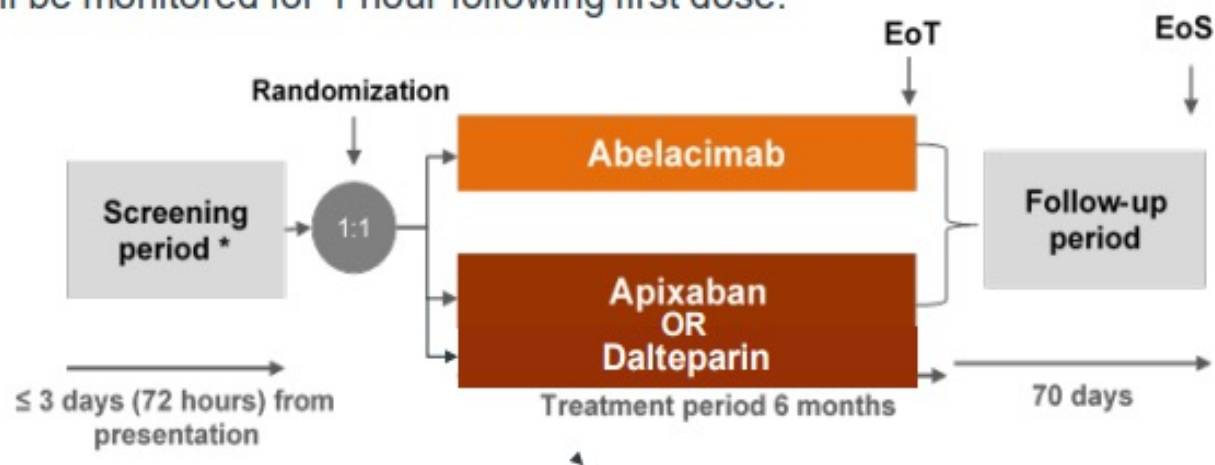 be monitored for 1 hour following first dose.
EoT
EoS
Randomization
Abelacimab
Screening
period *
1:1
Follow-up
period
Apixaban
OR
Dalteparin
≤ 3 days (72 hours) from
presentation
Treatment period 6 months
70 days